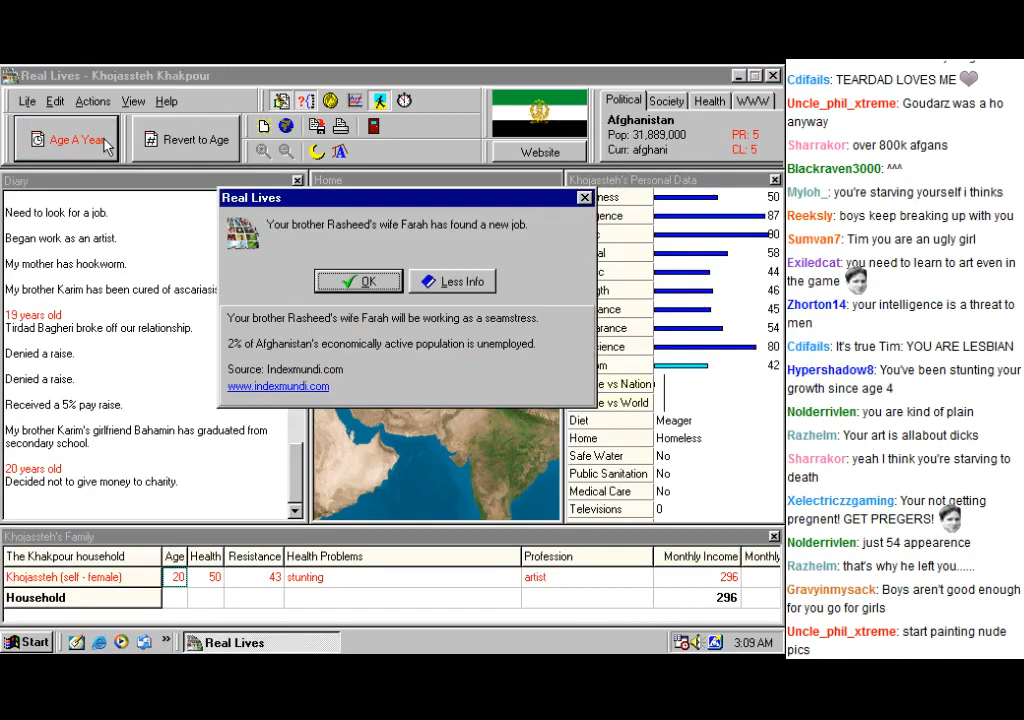 Real Lives - Khojassteh Khakpour
Life Edit Actions View Help
Age A Year
Revert to Age
Website
Political Society Health WWW
Afghanistan
Pop: 31,889,000 PR: 5
Curr: afghani CL: 5
Diary
Need to look for a job.
Began work as an artist.
My mother has hookworm.
My brother Karim has been cured of ascariasis
19 years old
Tirdad Bagheri broke off our relationship.
Denied a raise.
Denied a raise.
Received a 5% pay raise.
My brother Karim's girlfriend Bahamin has graduated from
secondary school.
20 years old
Decided not to give money to charity.
Home
Real Lives
Your brother Rasheed's wife Farah has found a new job.
OK
Less Info
Your brother Rasheed's wife Farah will be working as a seamstress.
2% of Afghanistan's economically active population is unemployed.
Source: Indexmundi.com
www.indexmundi.com
Khojassteh's Personal Data
ness 50
gence 87
80
al 58
c 44
gth 46
ance 45
arance 54
cience 80
om 42
e vs Nation
e vs World
Diet Meager
Home Homeless
Safe Water No
Public Sanitation No
Medical Care No
Televisions 0
Khojassteh's Family
The Khakpour household Age Health Resistance Health Problems Profession Monthly Income Monthly
Khojassteh (self - female) 20 50 43 stunting artist 296
Household 296
Start
»
Real Lives
3:09 AM
Cdifails: TEARDAD LOVES ME
Uncle_phil_xtreme: Goudarz was a ho
anyway
Sharrakor: over 800k afgans
Blackraven3000: ^^^
Myloh_: you're starving yourself i thinks
Reeksly: boys keep breaking up with you
Sumvan7: Tim you are an ugly girl
Exiledcat: you need to learn to art even in
the game
Zhorton14: your intelligence is a threat to
men
Cdifails: It's true Tim: YOU ARE LESBIAN
Hypershadow8: You've been stunting your
growth since age 4
Nolderrivlen: you are kind of plain
Razhelm: Your art is allabout dicks
Sharrakor: yeah I think you're starving to
death
Xelectriczzgaming: Your not getting
pregnent! GET PREGERS!
Nolderrivlen: just 54 appearence
Razhelm: that's why he left you......
Gravyinmysack: Boys aren't good enough
for you go for girls
Uncle_phil_xtreme: start painting nude
pics